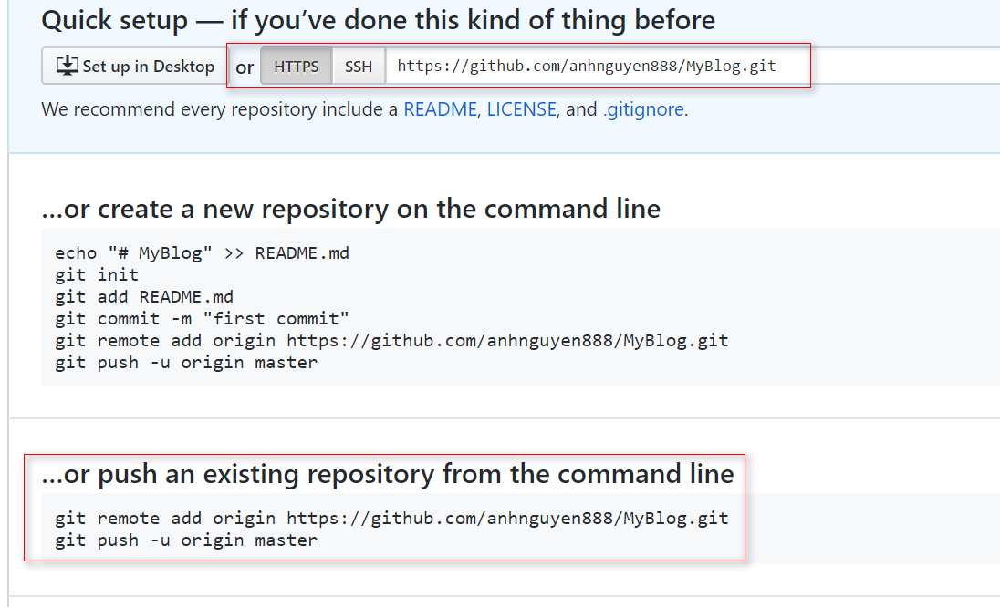 Quick setup — if you’ve done this kind of thing before
Set up in Desktop or HTTPS SSH https://github.com/anhnguyen888/MyBlog.git
We recommend every repository include a README, LICENSE, and .gitignore.
…or create a new repository on the command line
echo "# MyBlog" >> README.md
git init
git add README.md
git commit -m "first commit"
git remote add origin https://github.com/anhnguyen888/MyBlog.git
git push -u origin master
…or push an existing repository from the command line
git remote add origin https://github.com/anhnguyen888/MyBlog.git
git push -u origin master